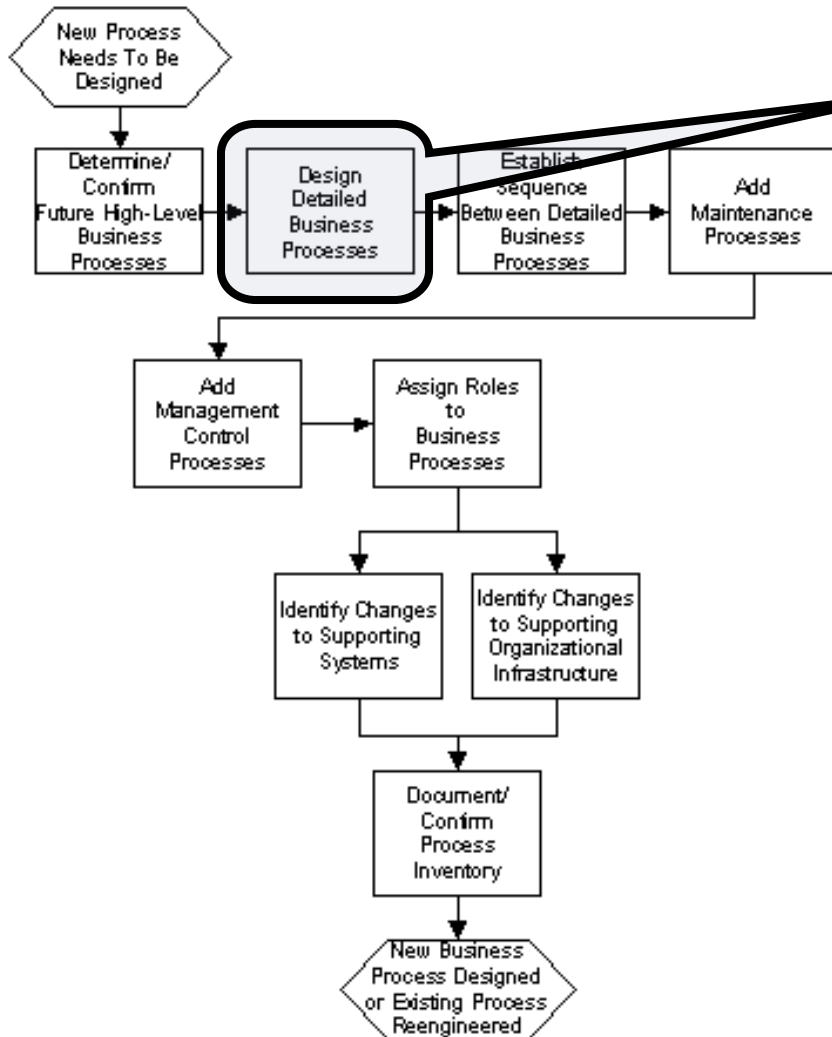 New Process
Needs To Be
Designed
Determine/
Confirm
Future High-Level
Business
Processes
Design
Detailed
Business
Processes
Establish
Sequence
Between Detailed
Business
Processes
Add
Maintenance
Processes
Add
Management
Control
Processes
Assign Roles
to
Business
Processes
Identify Changes
to Supporting
Systems
Identify Changes
to Supporting
Organizational
Infrastructure
Document/
Confirm
Process
Inventory
New Business
Process Designed
or Existing Process
Reengineered